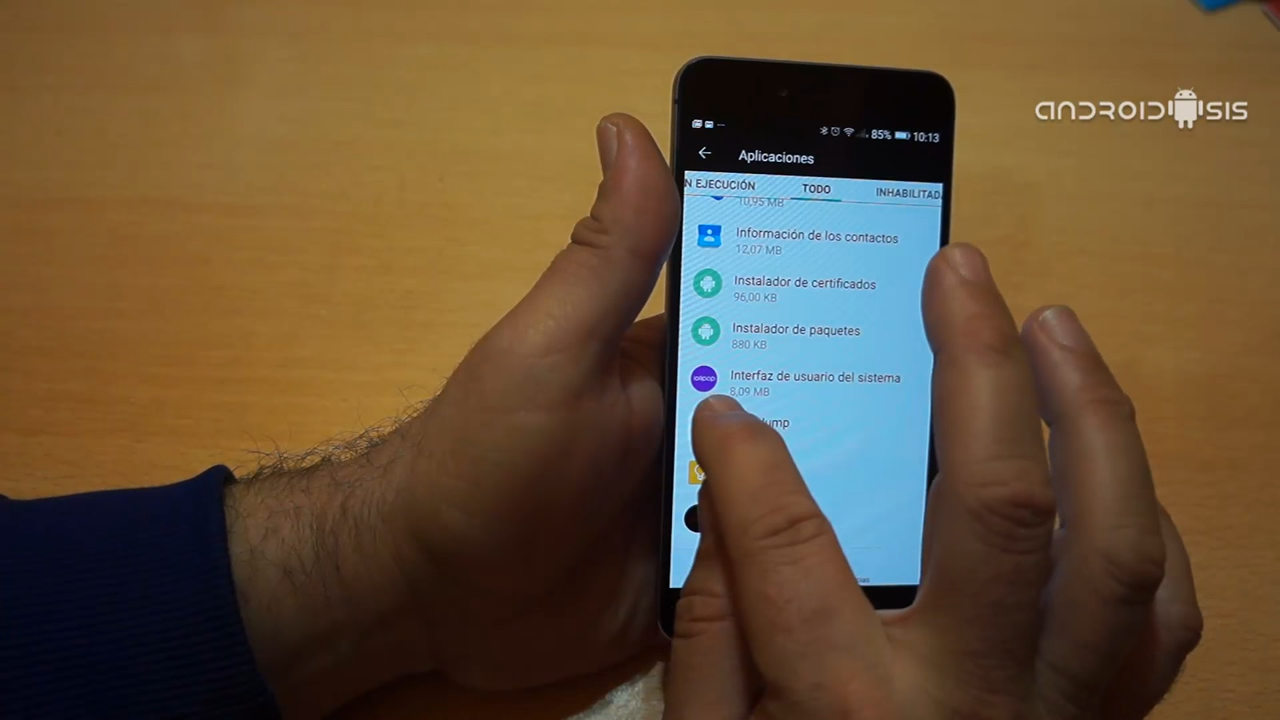 ANDROIDSIS
85% 10:13
Aplicaciones
N EJECUCIÓN TODO INHABILITAD
10,95 MB
Información de los contactos
12,07 MB
Instalador de certificados
96,00 KB
Instalador de paquetes
880 KB
lollipop
Interfaz de usuario del sistema
8,09 MB